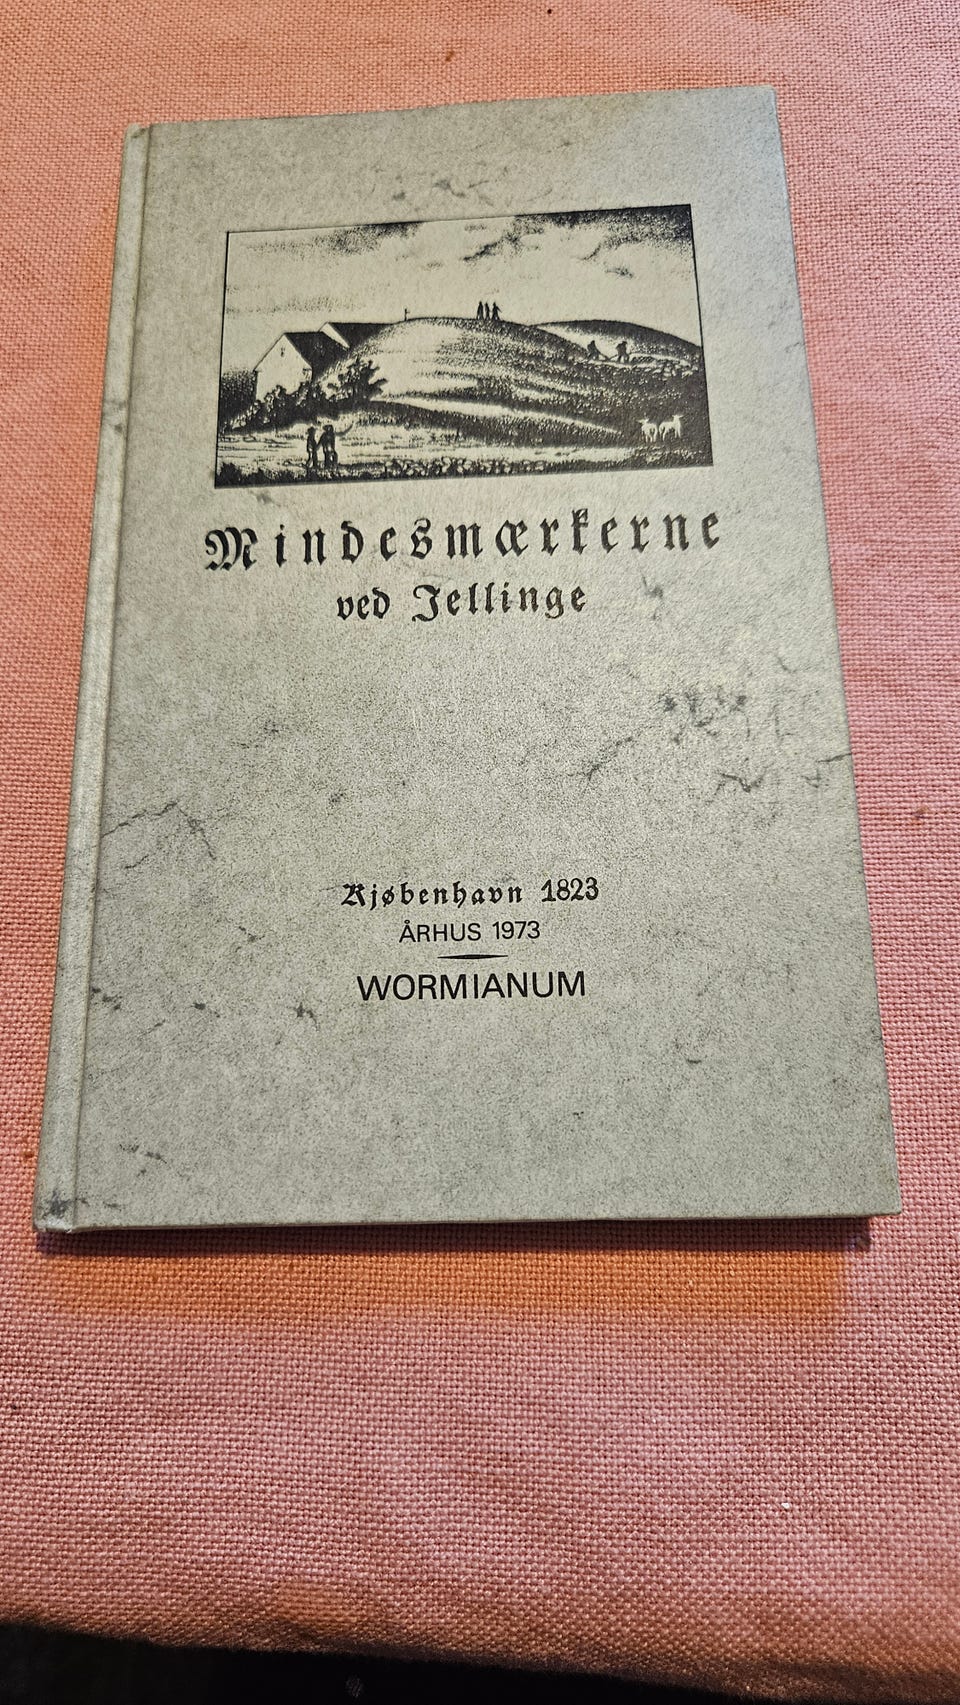 Mindesmærkerne
ved Jellinge
Kjøbenhavn 1823
ÅRHUS 1973
WORMIANUM